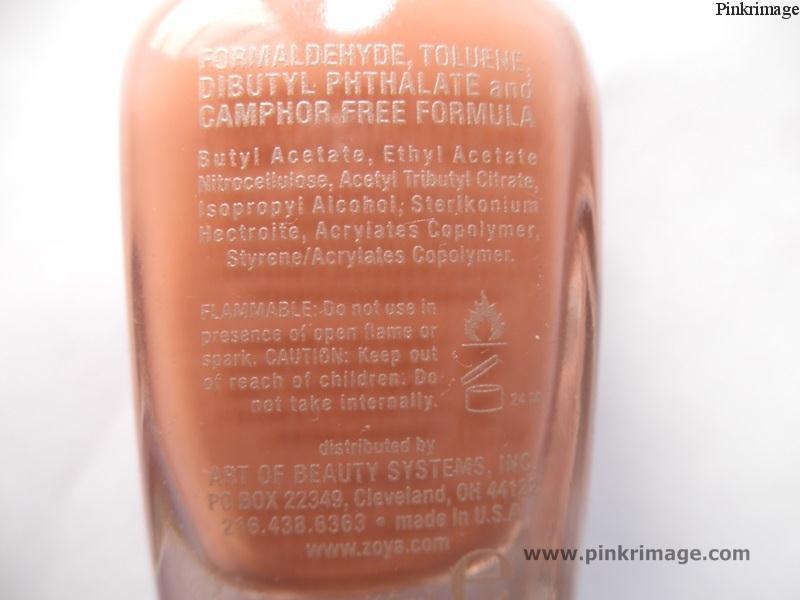 Pinkrimage
FORMALDEHYDE, TOLUENE,
DIBUTYL PHTHALATE and
CAMPHOR FREE FORMULA
Butyl Acetate, Ethyl Acetate
Nitrocellulose, Acetyl Tributyl Citrate,
Isopropyl Alcohol, Sterlkonium
Hectroite, Acrylates Copolymer,
Styrene/Acrylates Copolymer.
FLAMMABLE: Do not use in
presence of open flame or
spark. CAUTION: Keep out
of reach of children. Do
not take internally.
24 M
distributed by
ART OF BEAUTY SYSTEMS, INC.
PO BOX 22349, Cleveland, OH 44122
216.438.6363 • made in U.S.A
www.zoya.com
www.pinkrimage.com